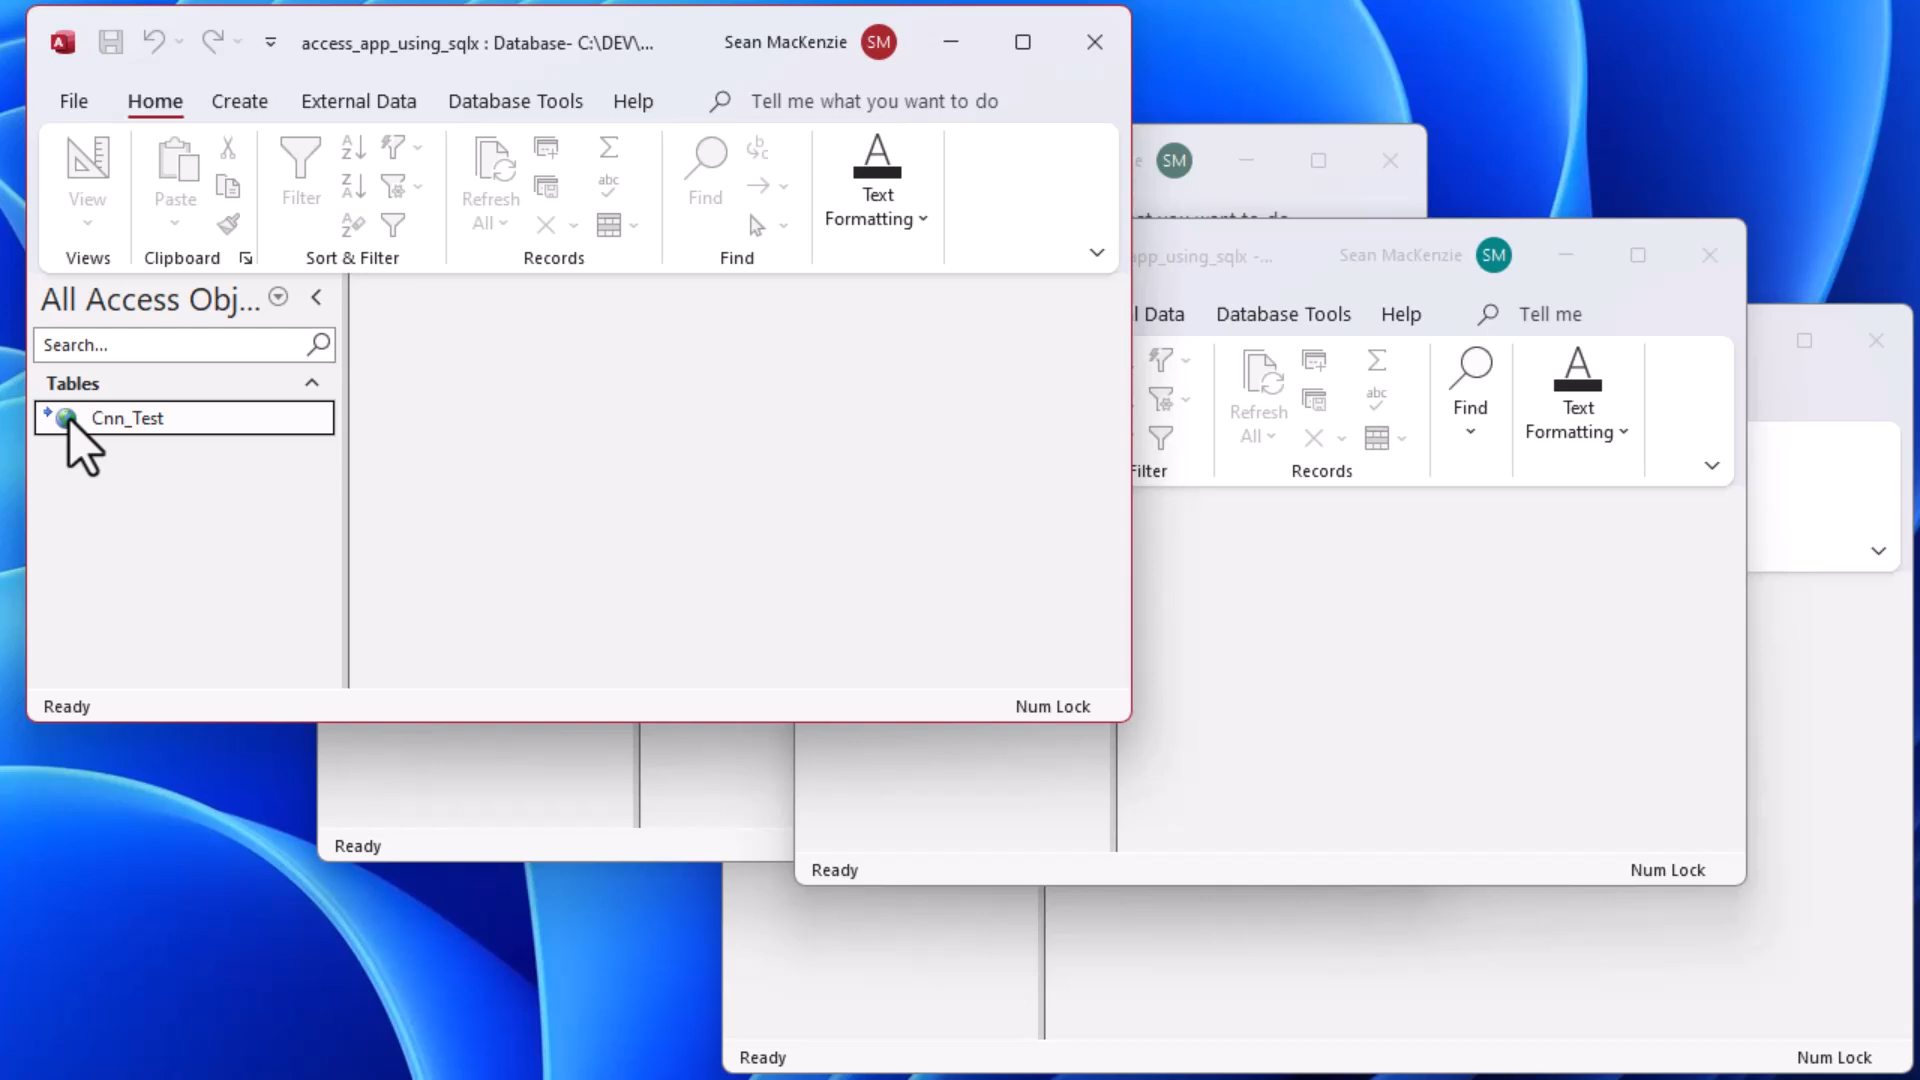 access_app_using_sqlx : Database- C:\DEV\...
Sean MacKenzie SM
File Home Create External Data Database Tools Help Tell me what you want to do
View
Views
Paste
Clipboard
Filter
Sort & Filter
Refresh
All
Records
Find
Find
Text
Formatting
All Access Obj...
Search...
Tables
Cnn_Test
Ready Num Lock
e SM
Ready
pp_using_sqlx -...
Sean MacKenzie SM
l Data Database Tools Help Tell me
Filter
Refresh
All
Records
Find
Text
Formatting
Ready Num Lock
Ready Num Lock